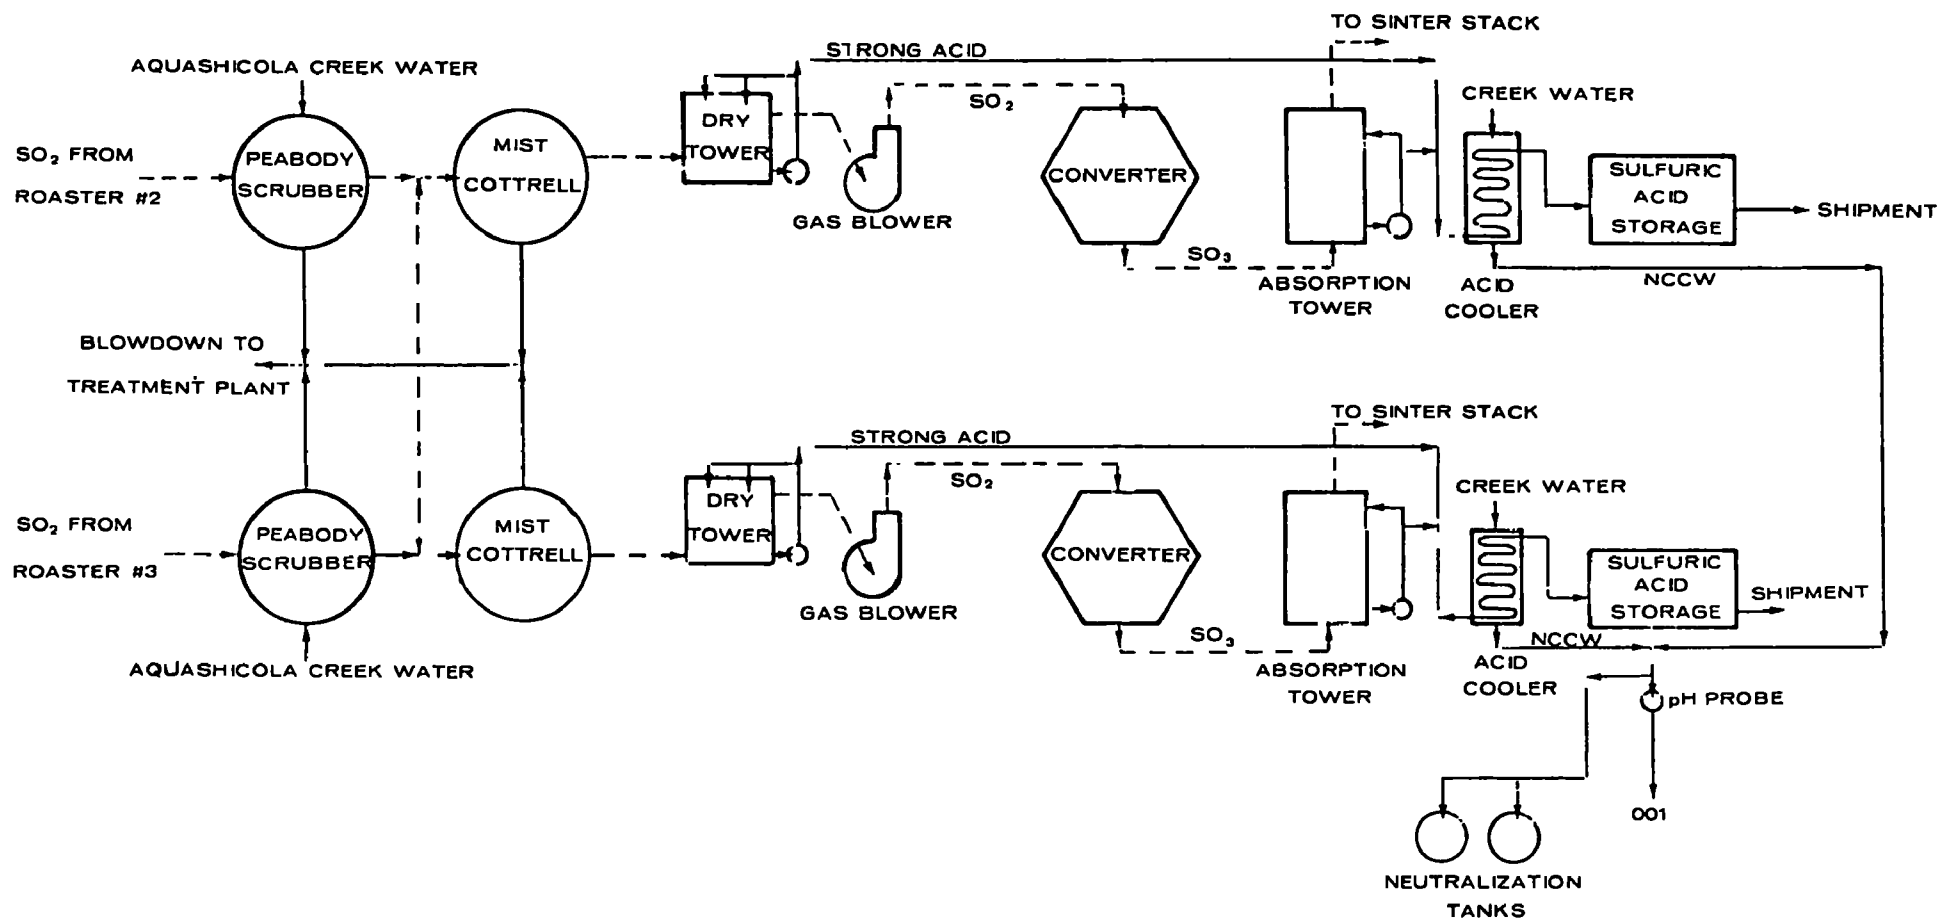 TO SINTER STACK
STRONG ACID
AQUASHICOLA CREEK WATER
SO₂
CREEK WATER
SO₂ FROM
ROASTER #2
PEABODY
SCRUBBER
MIST
COTTRELL
DRY
TOWER
GAS BLOWER
CONVERTER
SO₃
ABSORPTION
TOWER
ACID
COOLER
SULFURIC
ACID
STORAGE
SHIPMENT
NCCW
BLOWDOWN TO
TREATMENT PLANT
TO SINTER STACK
STRONG ACID
SO₂
CREEK WATER
SO₂ FROM
ROASTER #3
PEABODY
SCRUBBER
MIST
COTTRELL
DRY
TOWER
GAS BLOWER
CONVERTER
SO₃
ABSORPTION
TOWER
ACID
COOLER
SULFURIC
ACID
STORAGE
SHIPMENT
NCCW
AQUASHICOLA CREEK WATER
pH PROBE
001
NEUTRALIZATION
TANKS